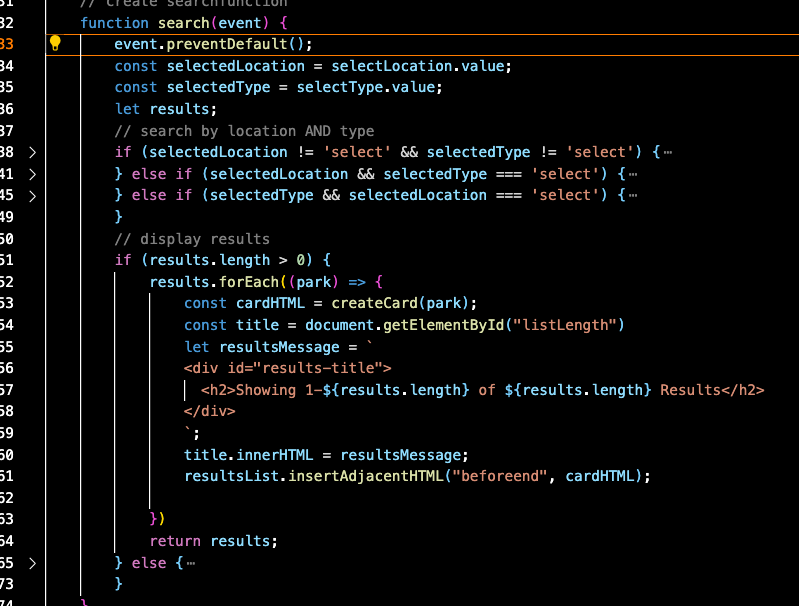 // Create searchfunction
32 function search(event) {
33 event.preventDefault();
34 const selectedLocation = selectLocation.value;
35 const selectedType = selectType.value;
36 let results;
37 // search by location AND type
38 if (selectedLocation != 'select' && selectedType != 'select') {⋯
41 } else if (selectedLocation && selectedType === 'select') {⋯
45 } else if (selectedType && selectedLocation === 'select') {⋯
49 }
50 // display results
51 if (results.length > 0) {
52 results.forEach((park) => {
53 const cardHTML = createCard(park);
54 const title = document.getElementById("listLength")
55 let resultsMessage = `
56 <div id="results-title">
57 <h2>Showing 1-${results.length} of ${results.length} Results</h2>
58 </div>
59 `;
60 title.innerHTML = resultsMessage;
61 resultsList.insertAdjacentHTML("beforeend", cardHTML);
62
63 })
64 return results;
65 } else {⋯
73 }
74 }